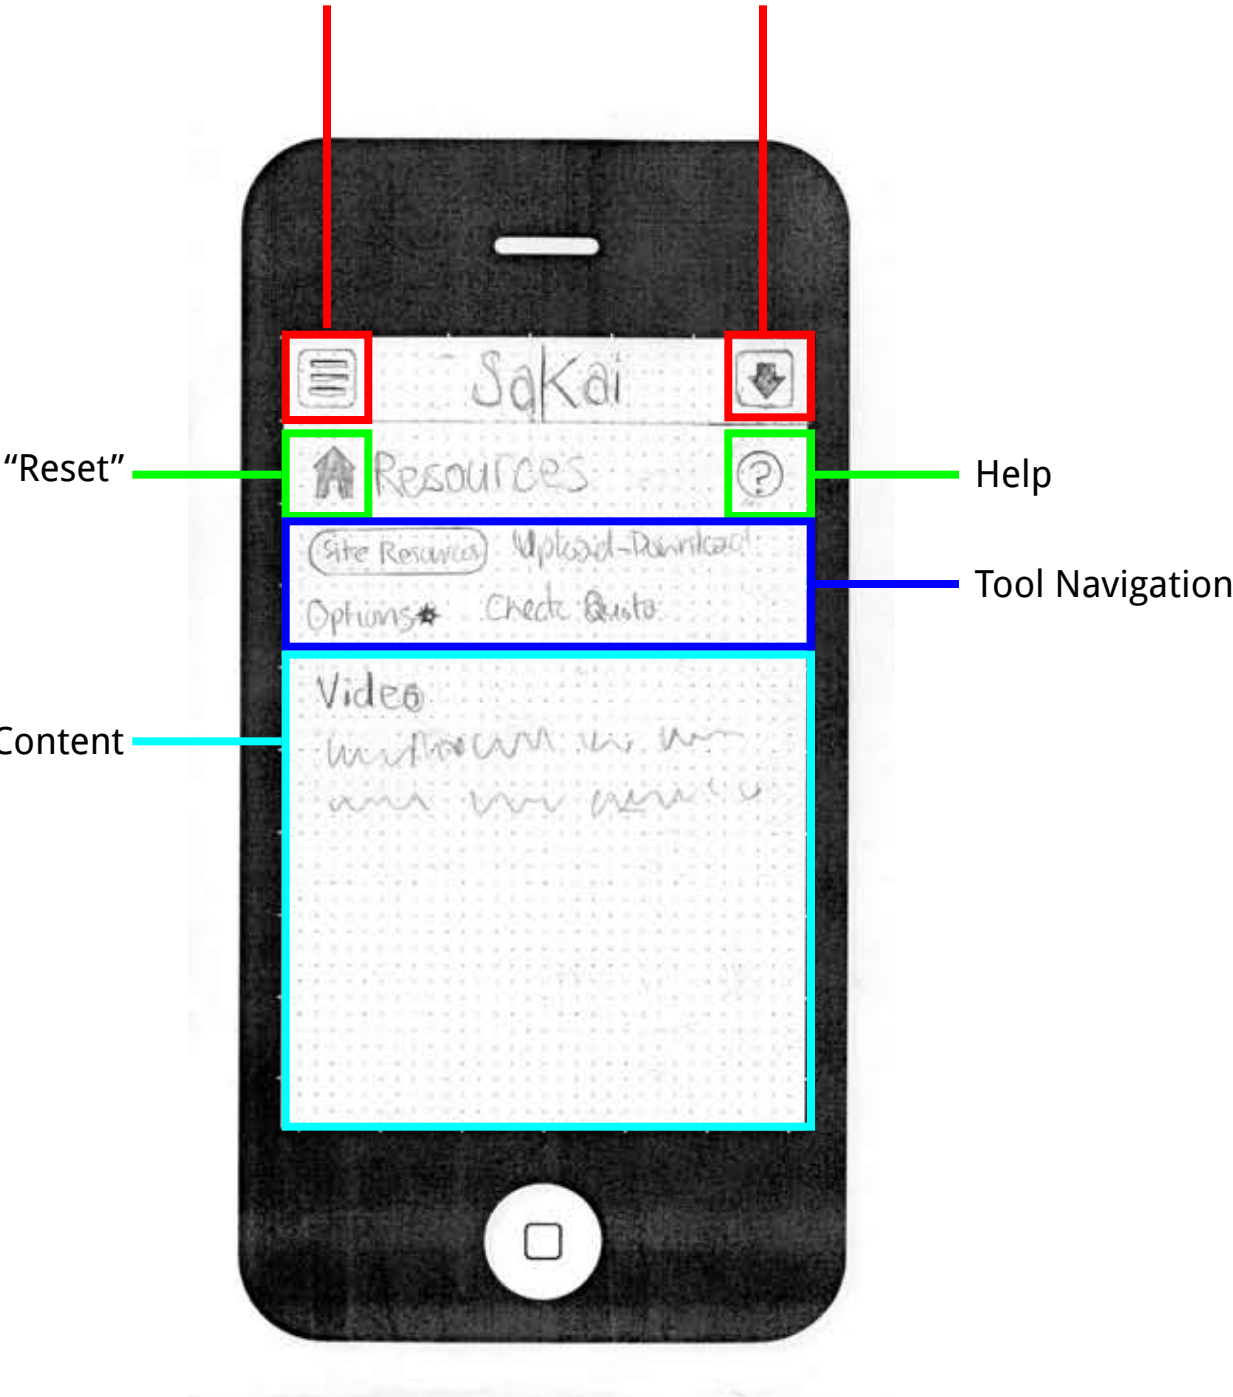 Sakai
"Reset"
Resources
Help
Site Resources Upload-Download
Tool Navigation
Options* Check Quota
Video
Content